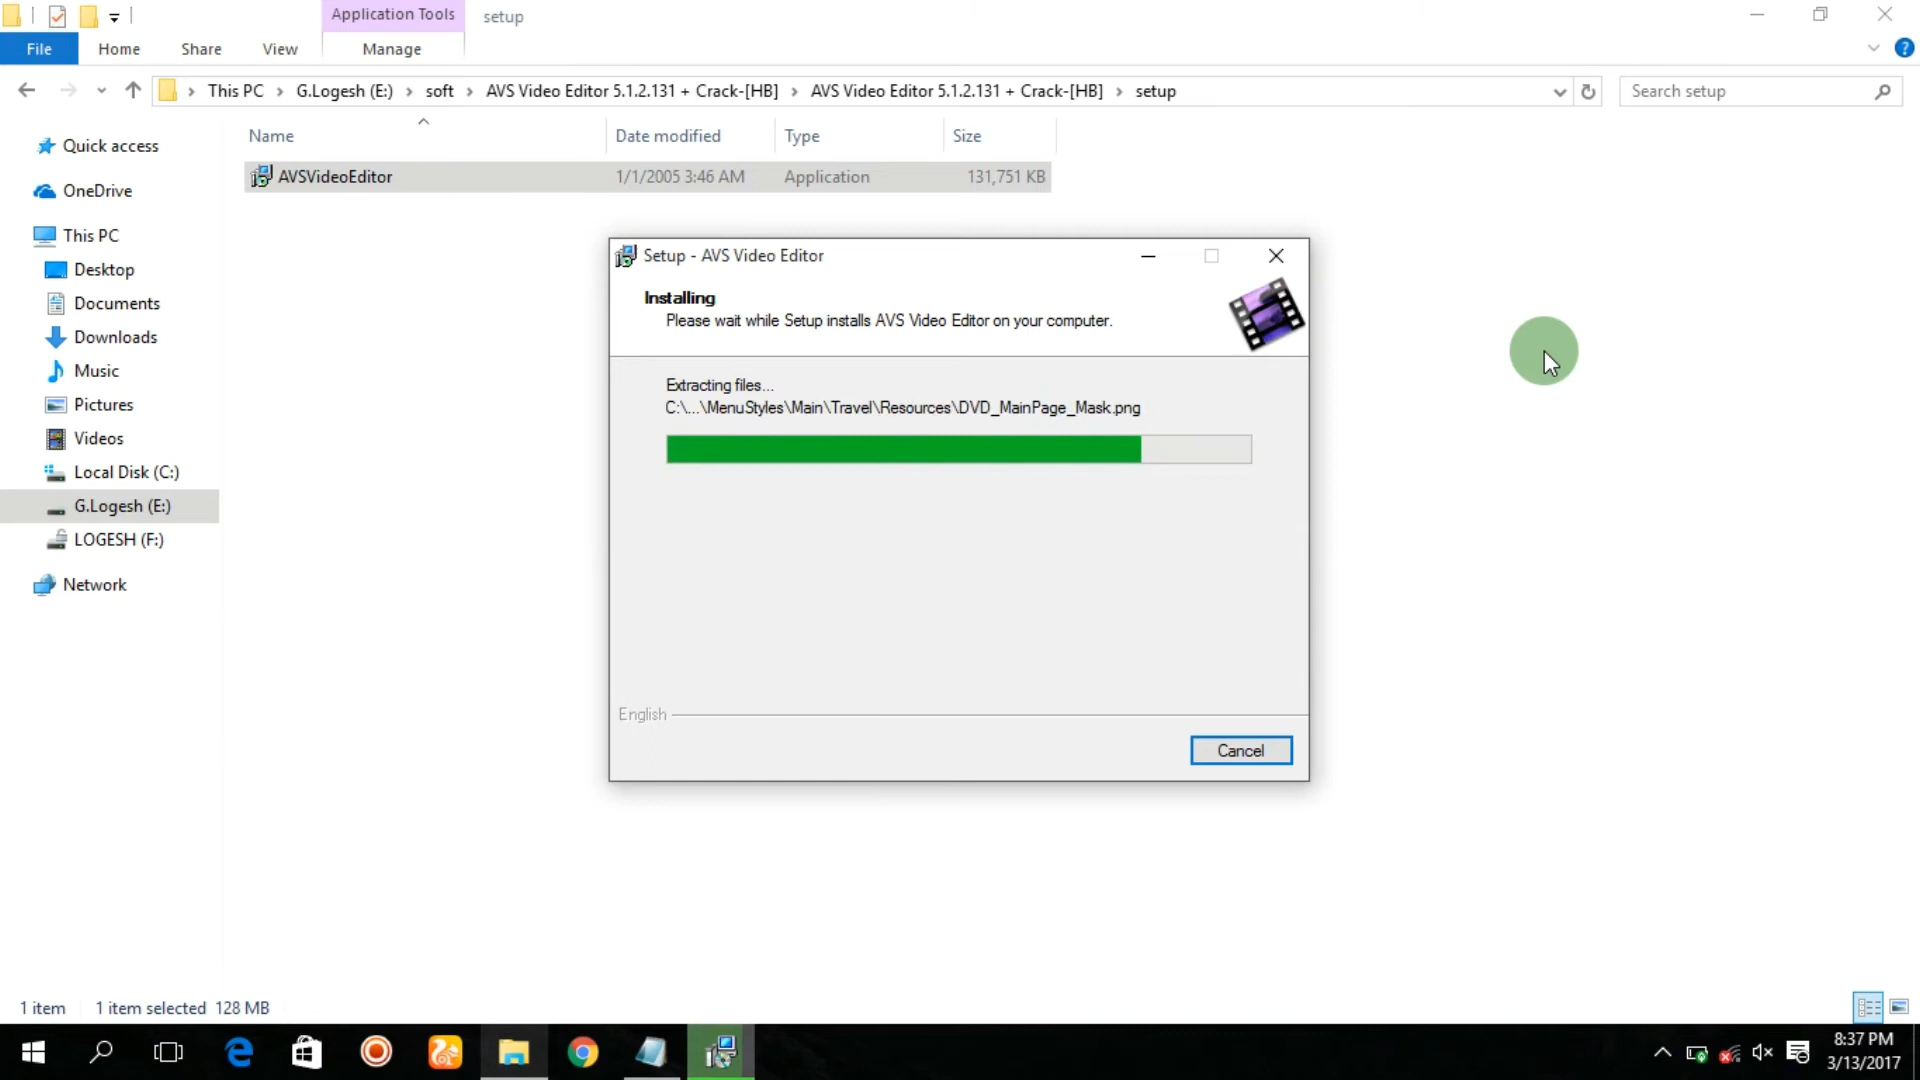 Application Tools
setup
File
Home
Share
View
Manage
This PC
G.Logesh (E:)
soft
AVS Video Editor 5.1.2.131 + Crack-[HB]
AVS Video Editor 5.1.2.131 + Crack-[HB]
setup
Search setup
Name
Date modified
Type
Size
AVSVideoEditor
1/1/2005 3:46 AM
Application
131,751 KB
Quick access
OneDrive
This PC
Desktop
Documents
Downloads
Music
Pictures
Videos
Local Disk (C:)
G.Logesh (E:)
LOGESH (F:)
Network
Setup - AVS Video Editor
Installing
Please wait while Setup installs AVS Video Editor on your computer.
Extracting files...
C:\...\MenuStyles\Main\Travel\Resources\DVD_MainPage_Mask.png
English
Cancel
1 item
1 item selected 128 MB
8:37 PM
3/13/2017